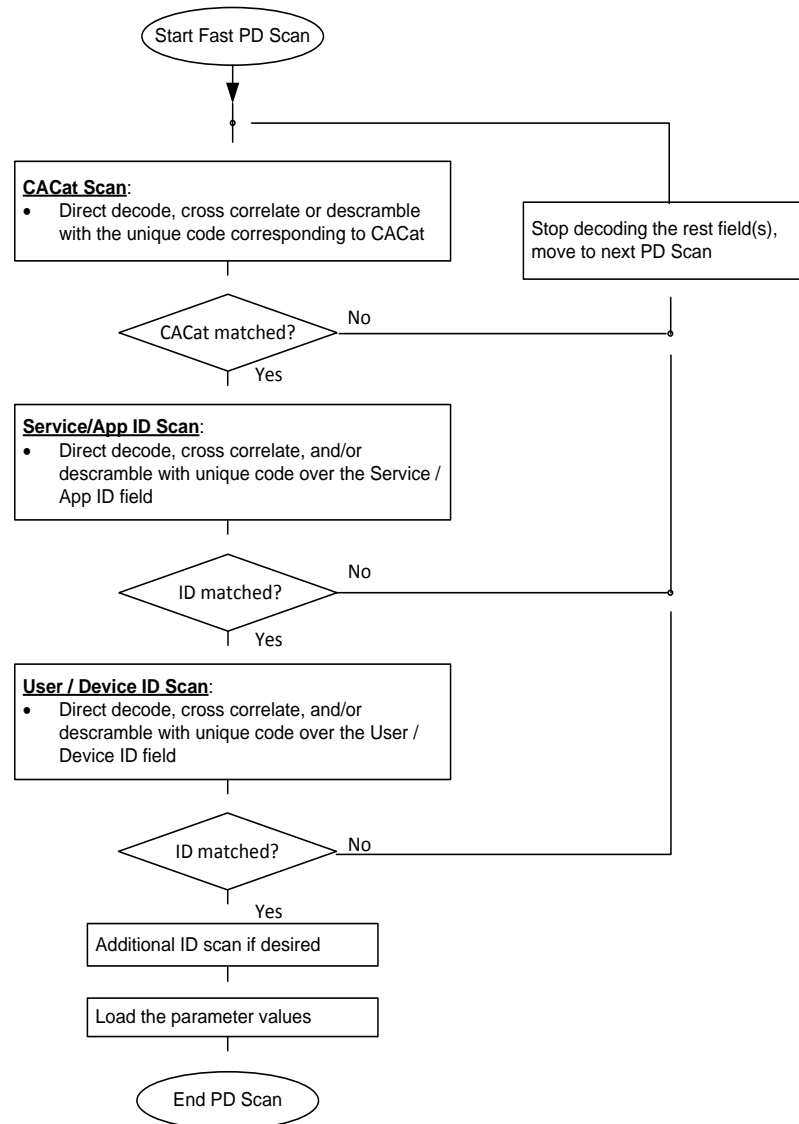 Start Fast PD Scan
CACat Scan:
• Direct decode, cross correlate or descramble
with the unique code corresponding to CACat
Stop decoding the rest field(s),
move to next PD Scan
CACat matched?
No
Yes
Service/App ID Scan:
• Direct decode, cross correlate, and/or
descramble with unique code over the Service /
App ID field
ID matched?
No
Yes
User / Device ID Scan:
• Direct decode, cross correlate, and/or
descramble with unique code over the User /
Device ID field
ID matched?
No
Yes
Additional ID scan if desired
Load the parameter values
End PD Scan